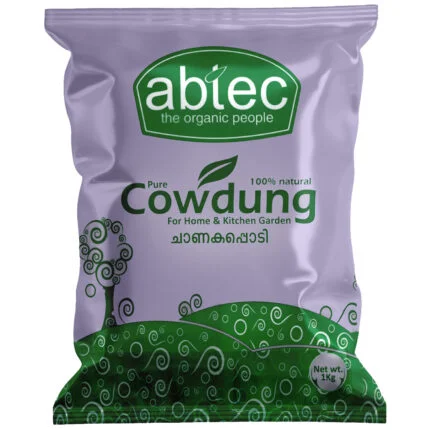 abtec
the organic people
Pure 100% natural
Cowdung
For Home & Kitchen Garden
ചാണകപ്പൊടി
Net wt.
1Kg